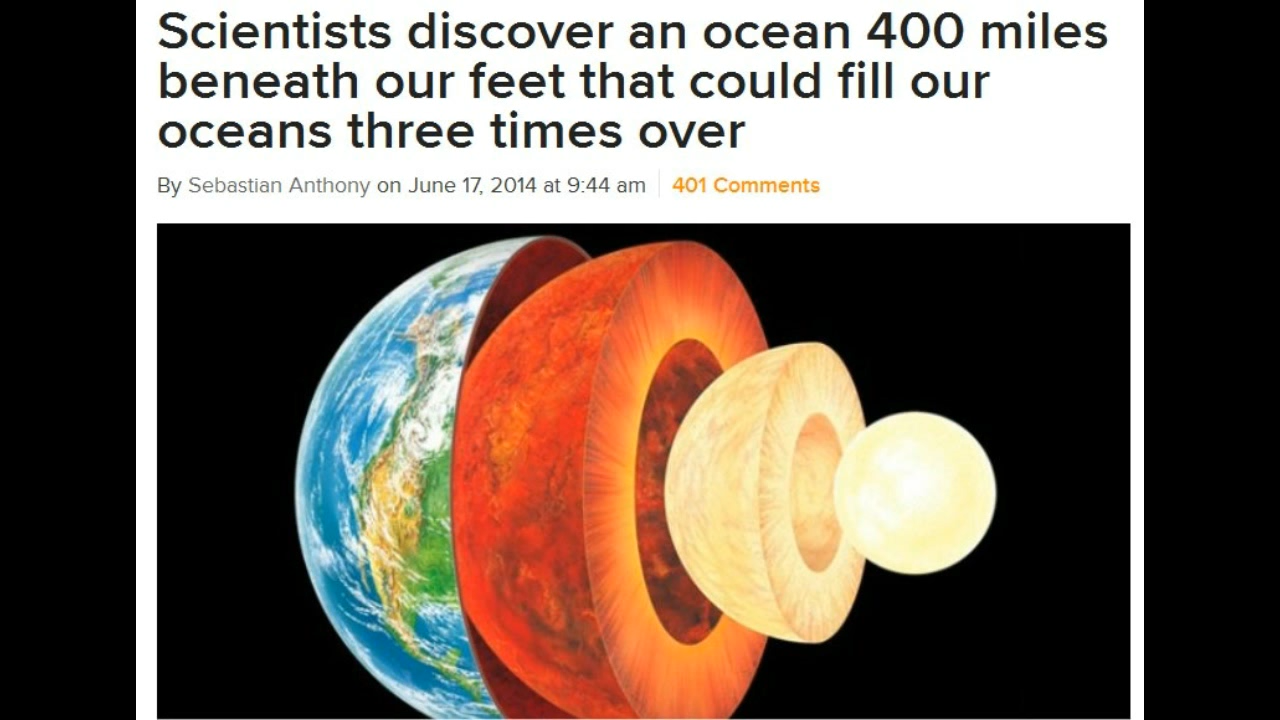 Scientists discover an ocean 400 miles
beneath our feet that could fill our
oceans three times over
By Sebastian Anthony on June 17, 2014 at 9:44 am 401 Comments